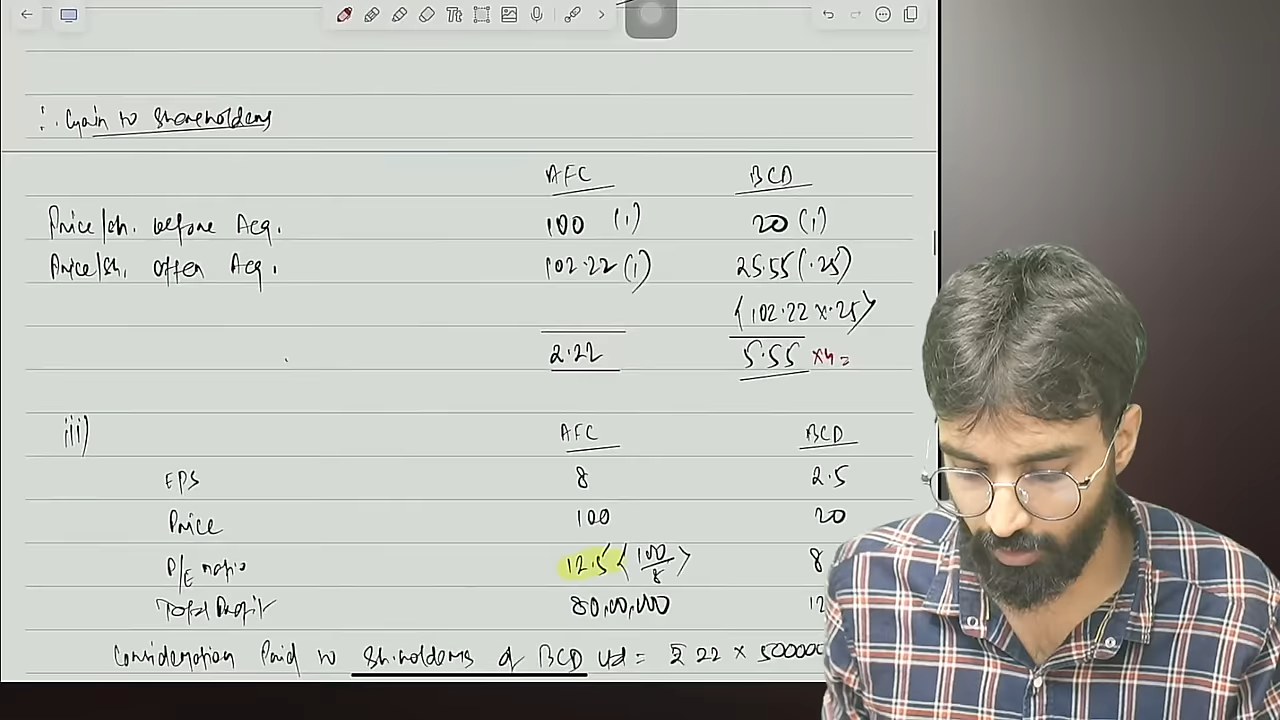 ∴ Gain to Shareholders
AFC BCD
Price/sh. before Acq. 100 (1) 20 (1)
Price/sh. after Acq. 102.22 (1) 25.55 (.25)
<102.22 x .25>
2.22 5.55 x4 =
iii) AFC BCD
EPS 8 2.5
Price 100 20
P/E ratio 12.5 <100/8> 8
Total Profit 80,00,000 12
Consideration Paid to Shareholders of BCD Ltd = ₹ 22 x 500000